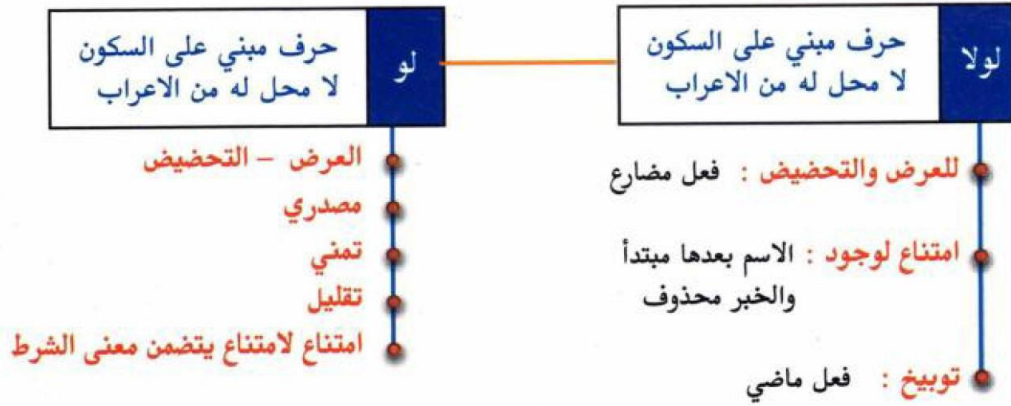 لولا
حرف مبني على السكون
لا محل له من الاعراب
للعرض والتحضيض : فعل مضارع
امتناع لوجود : الاسم بعدها مبتدأ
والخبر محذوف
توبيخ : فعل ماضي
لو
حرف مبني على السكون
لا محل له من الاعراب
العرض – التحضيض
مصدري
تمني
تقليل
امتناع لامتناع يتضمن معنى الشرط